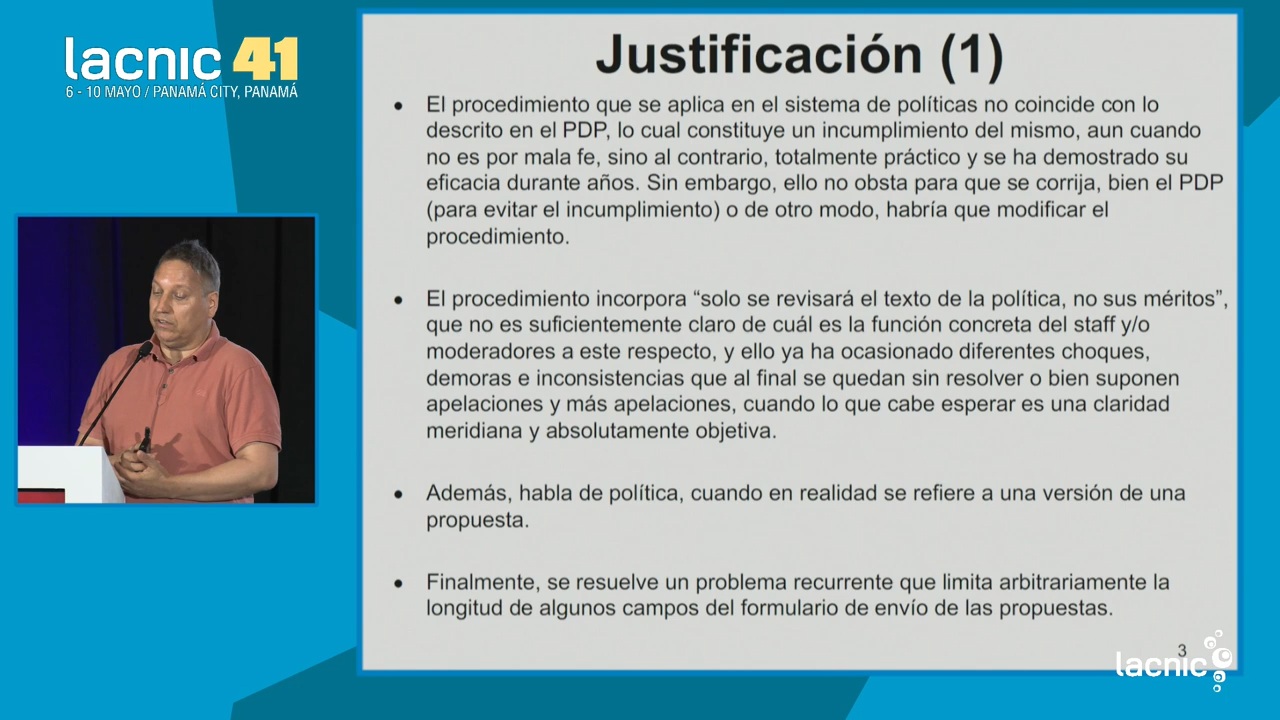 lacnic 41
6 - 10 MAYO / PANAMÁ CITY, PANAMÁ
Justificación (1)
• El procedimiento que se aplica en el sistema de políticas no coincide con lo
descrito en el PDP, lo cual constituye un incumplimiento del mismo, aun cuando
no es por mala fe, sino al contrario, totalmente práctico y se ha demostrado su
eficacia durante años. Sin embargo, ello no obsta para que se corrija, bien el PDP
(para evitar el incumplimiento) o de otro modo, habría que modificar el
procedimiento.
• El procedimiento incorpora “solo se revisará el texto de la política, no sus méritos”,
que no es suficientemente claro de cuál es la función concreta del staff y/o
moderadores a este respecto, y ello ya ha ocasionado diferentes choques,
demoras e inconsistencias que al final se quedan sin resolver o bien suponen
apelaciones y más apelaciones, cuando lo que cabe esperar es una claridad
meridiana y absolutamente objetiva.
• Además, habla de política, cuando en realidad se refiere a una versión de una
propuesta.
• Finalmente, se resuelve un problema recurrente que limita arbitrariamente la
longitud de algunos campos del formulario de envío de las propuestas.
3
lacnic